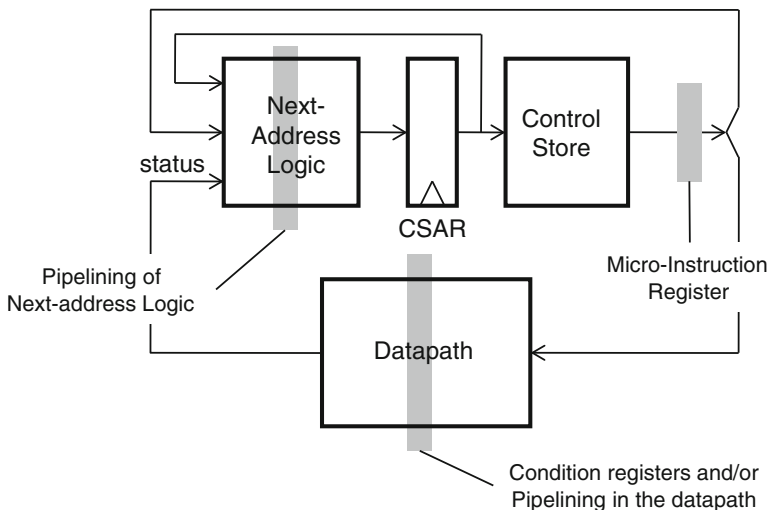 Next-
Address
Logic
Control
Store
status
CSAR
Pipelining of
Next-address Logic
Micro-Instruction
Register
Datapath
Condition registers and/or
Pipelining in the datapath